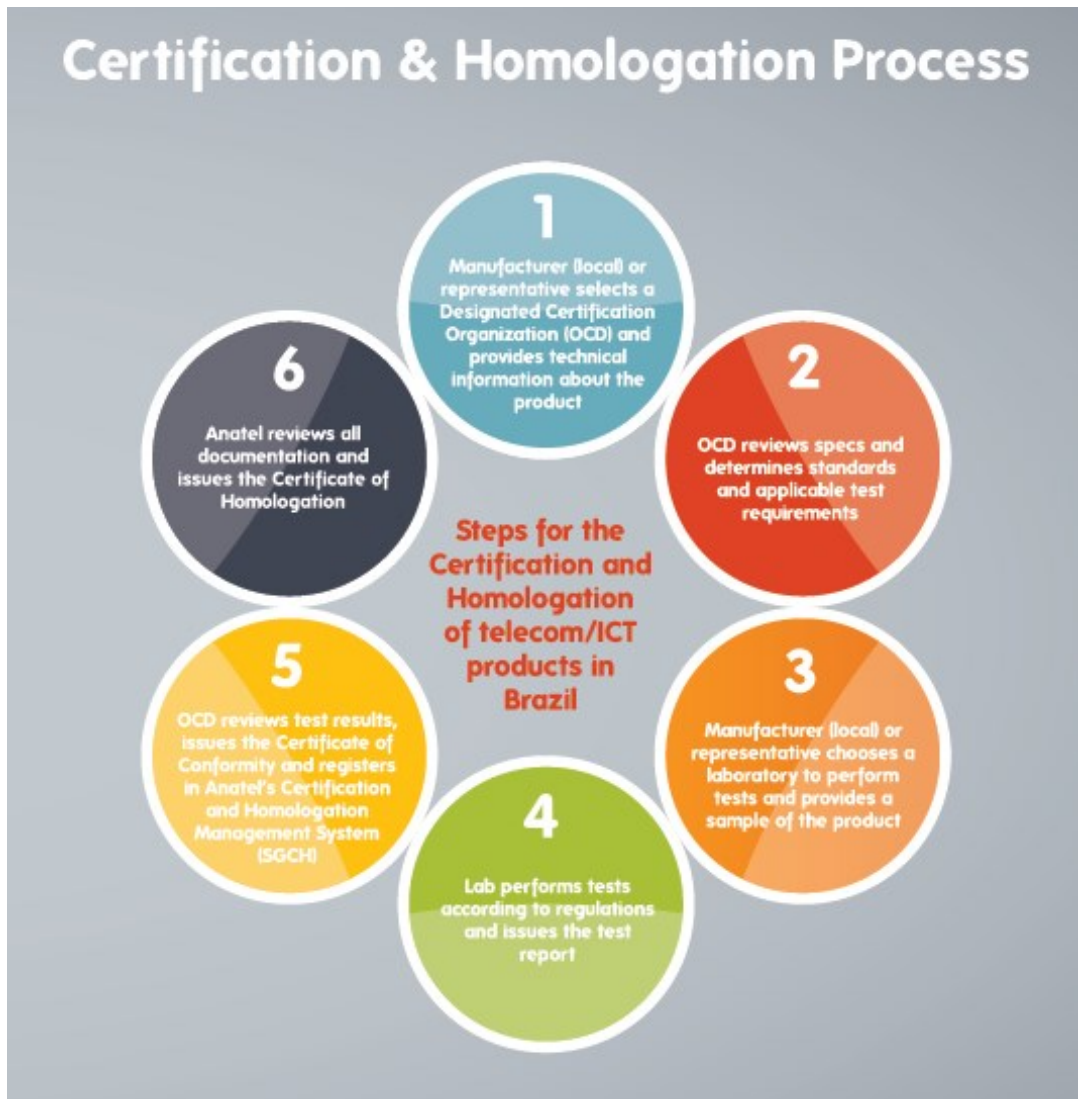 Certification & Homologation Process
1
Manufacturer (local) or
representative selects a
Designated Certification
Organization (OCD) and
provides technical
information about the
product
2
OCD reviews specs and
determines standards
and applicable test
requirements
3
Manufacturer (local) or
representative chooses a
laboratory to perform
tests and provides a
sample of the product
4
Lab performs tests
according to regulations
and issues the test
report
5
OCD reviews test results,
issues the Certificate of
Conformity and registers
in Anatel's Certification
and Homologation
Management System
(SGCH)
6
Anatel reviews all
documentation and
issues the Certificate of
Homologation
Steps for the
Certification and
Homologation
of telecom/ICT
products in
Brazil